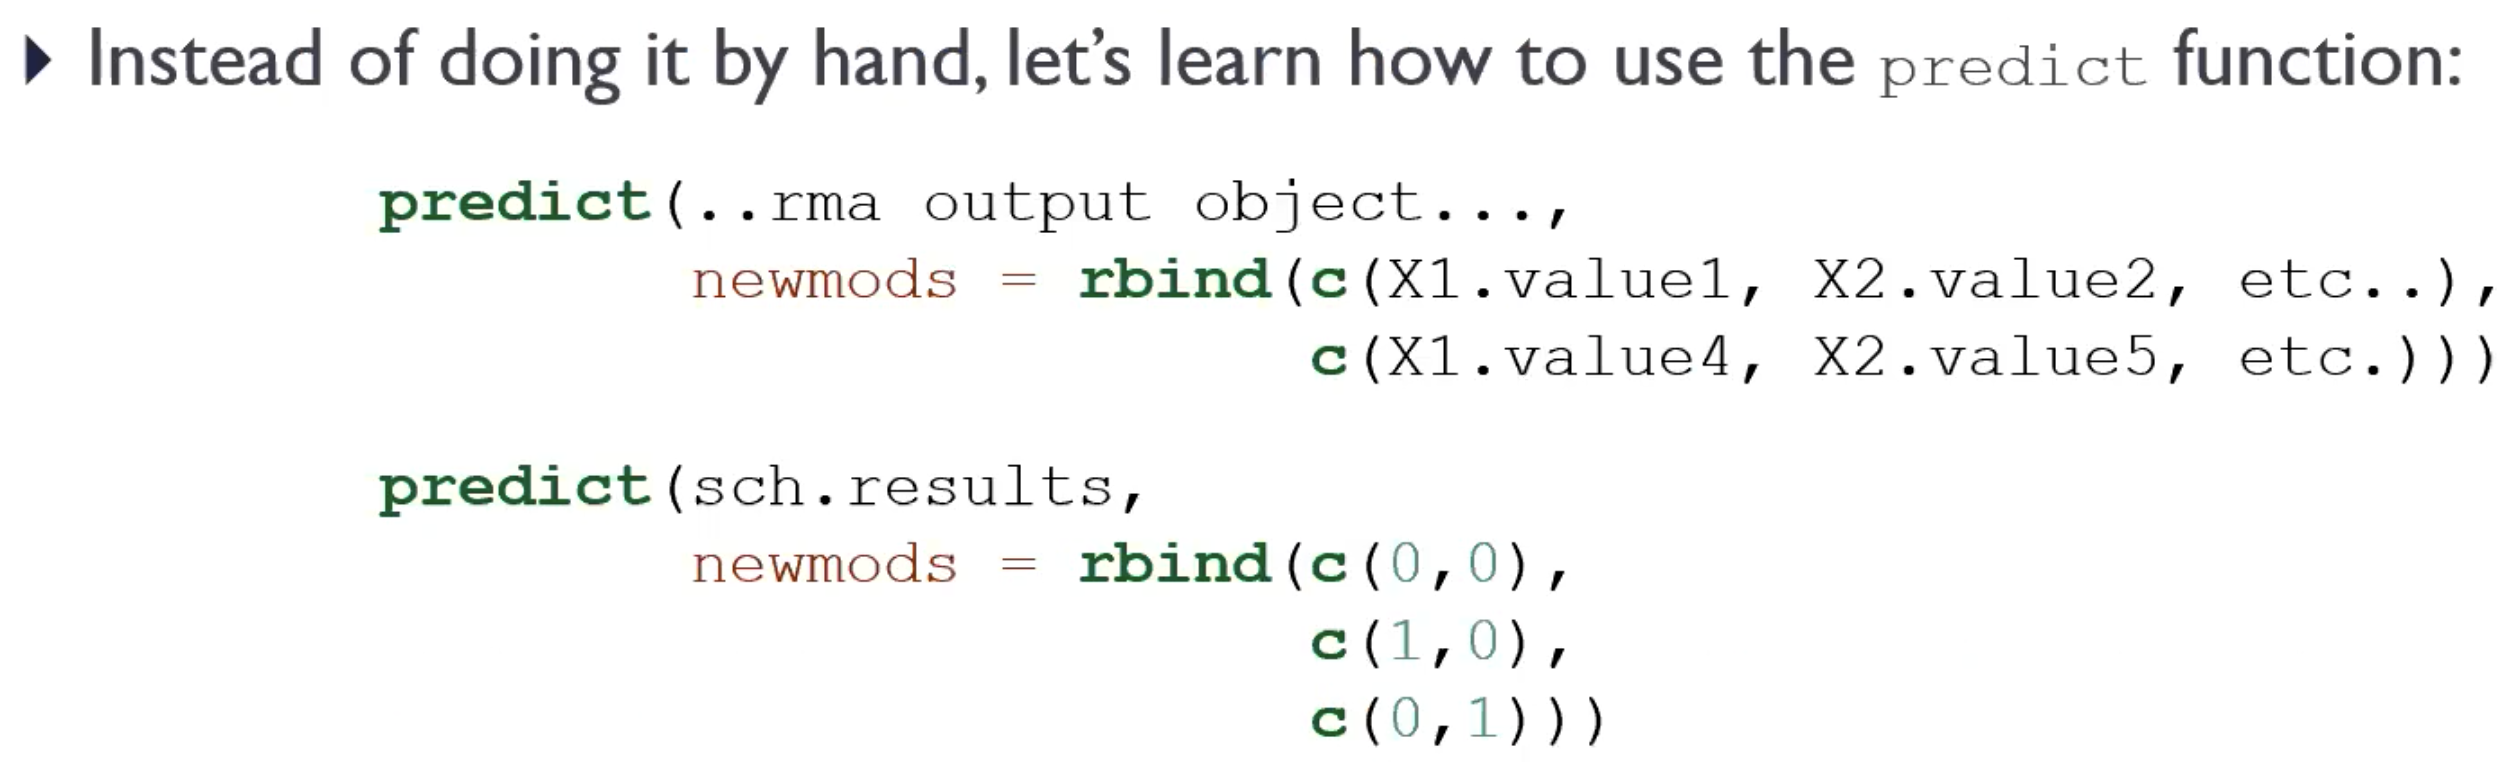 Instead of doing it by hand, let's learn how to use the predict function:
predict(..rma output object...,
newmods = rbind(c(X1.value1, X2.value2, etc..),
c(X1.value4, X2.value5, etc.)))
predict(sch.results,
newmods = rbind(c(0,0),
c(1,0),
c(0,1)))